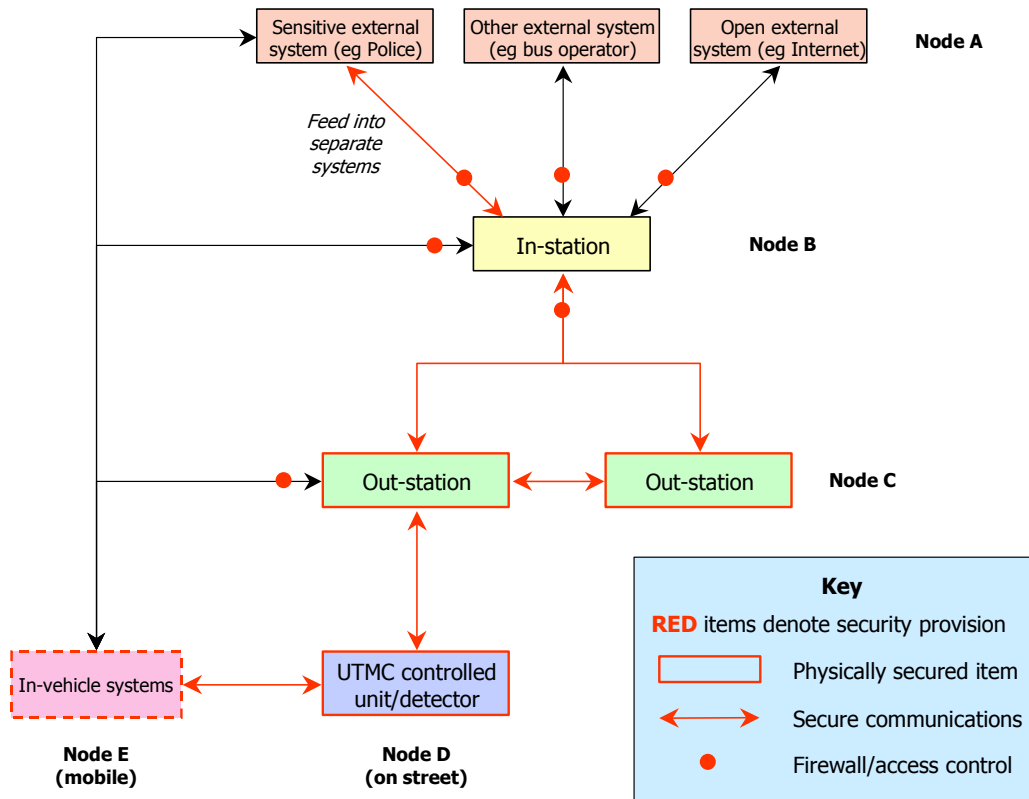 Sensitive external
system (eg Police)
Other external system
(eg bus operator)
Open external
system (eg Internet)
Node A
Feed into
separate
systems
In-station
Node B
Out-station
Out-station
Node C
Key
RED items denote security provision
Physically secured item
Secure communications
Firewall/access control
In-vehicle systems
UTMC controlled
unit/detector
Node E
(mobile)
Node D
(on street)